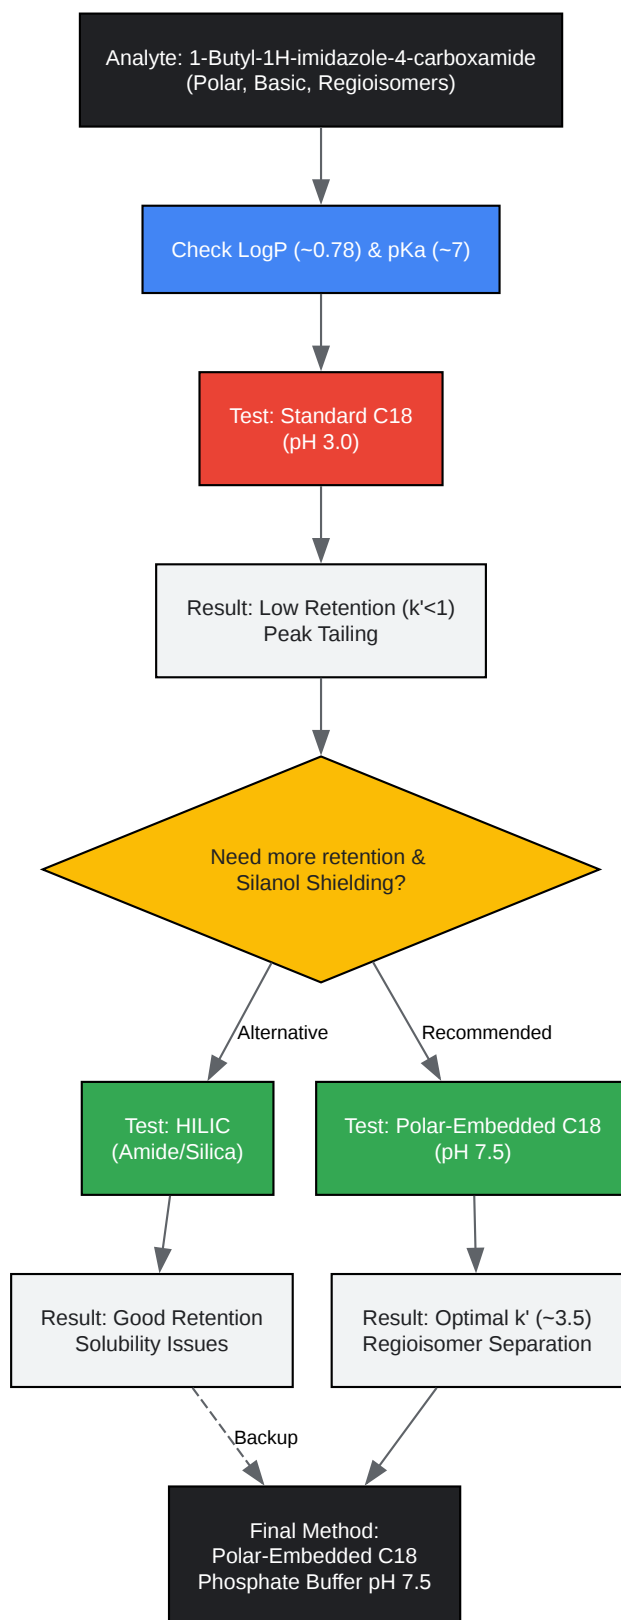 Analyte: 1-Butyl-1H-imidazole-4-carboxamide
(Polar, Basic, Regioisomers)
Check LogP (~0.78) & pKa (~7)
Test: Standard C18
(pH 3.0)
Result: Low Retention (k'<1)
Peak Tailing
Need more retention &
Silanol Shielding?
Alternative
Recommended
Test: HILIC
(Amide/Silica)
Test: Polar-Embedded C18
(pH 7.5)
Result: Good Retention
Solubility Issues
Result: Optimal k' (~3.5)
Regioisomer Separation
Backup
Final Method:
Polar-Embedded C18
Phosphate Buffer pH 7.5